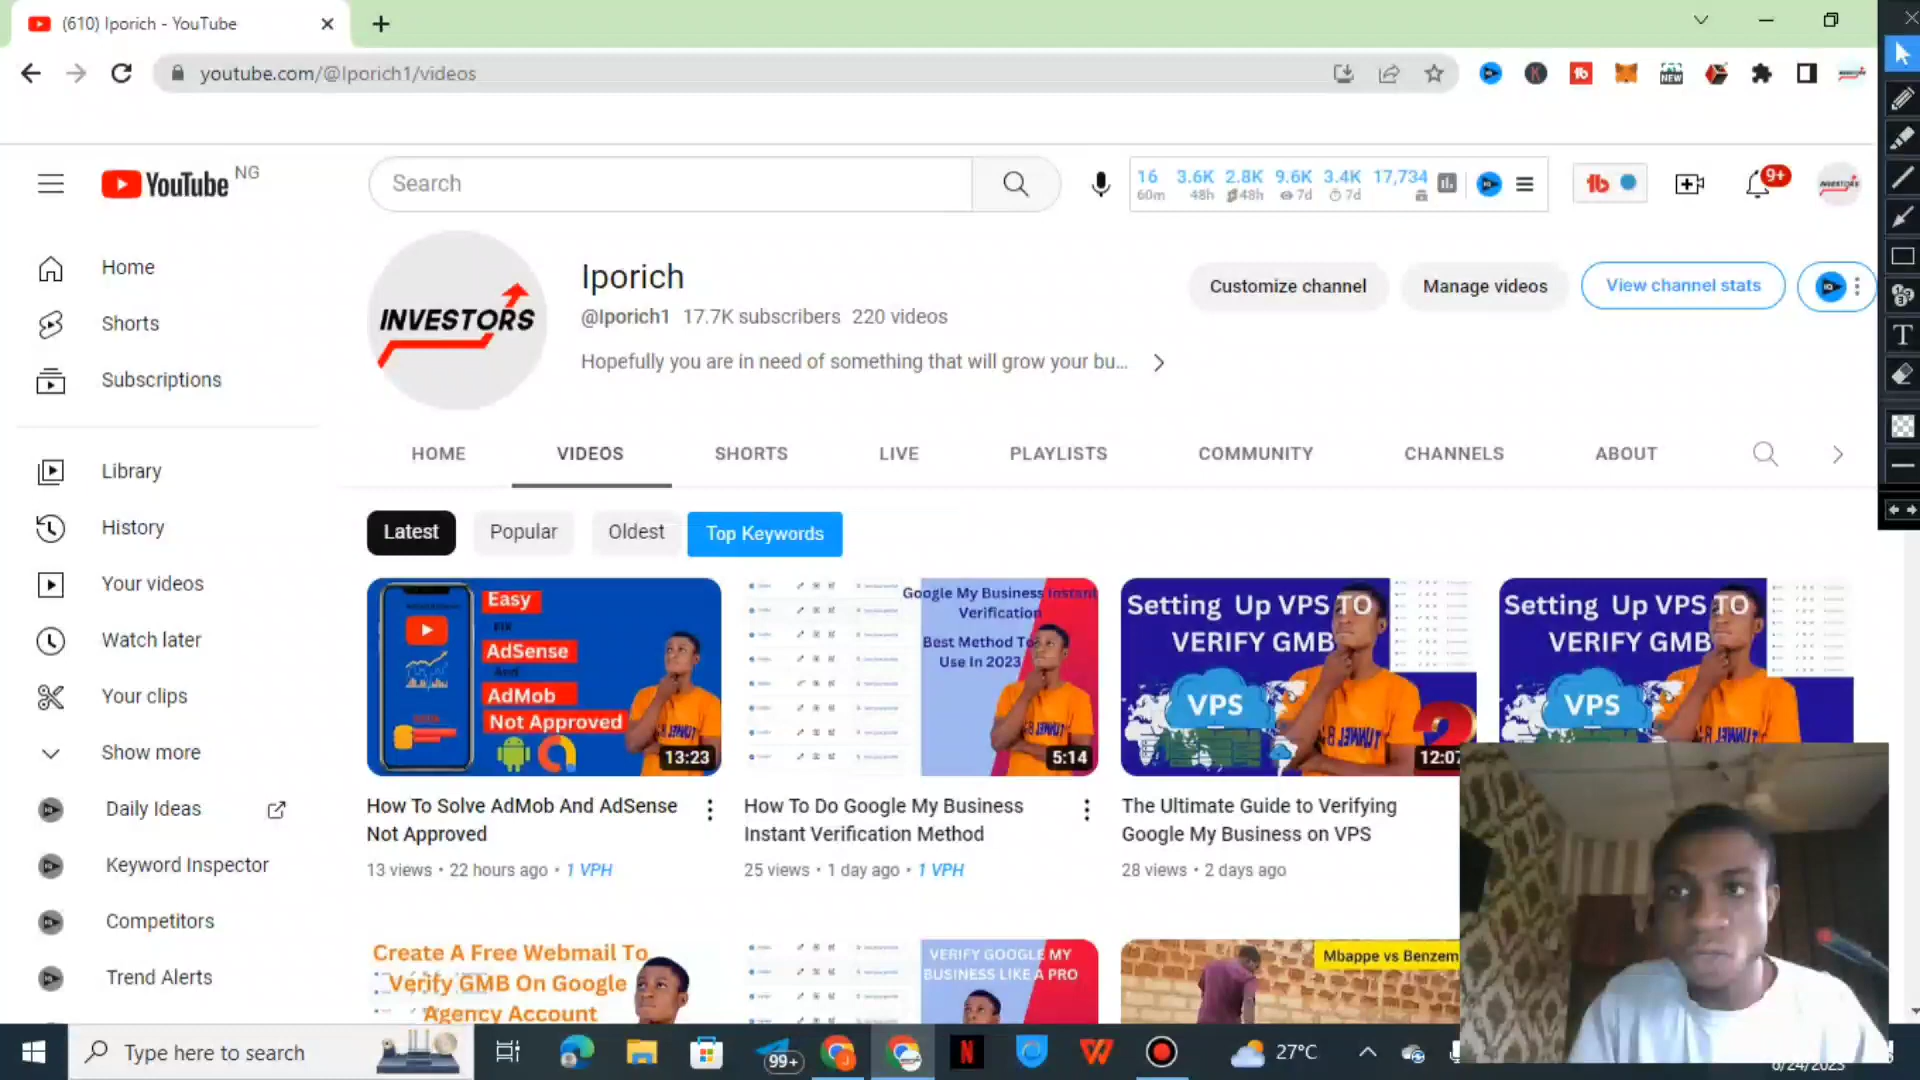 (610) Iporich - YouTube
youtube.com/@Iporich1/videos
NEW
YouTube NG
Search
16 3.6K 2.8K 9.6K 3.4K 17,734
60m 48h 48h 7d 7d
9+
INVESTORS
Home
Shorts
Subscriptions
Library
History
Your videos
Watch later
Your clips
Show more
Daily Ideas
Keyword Inspector
Competitors
Trend Alerts
INVESTORS
Iporich
@Iporich1 17.7K subscribers 220 videos
Hopefully you are in need of something that will grow your bu...
Customize channel
Manage videos
View channel stats
HOME VIDEOS SHORTS LIVE PLAYLISTS COMMUNITY CHANNELS ABOUT
Latest Popular Oldest Top Keywords
Easy
AdSense
And
AdMob
Not Approved
13:23
How To Solve AdMob And AdSense
Not Approved
13 views • 22 hours ago • 1 VPH
Google My Business Instant
Verification
Best Method To
Use In 2023
5:14
How To Do Google My Business
Instant Verification Method
25 views • 1 day ago • 1 VPH
Setting Up VPS TO
VERIFY GMB
VPS
2
12:07
The Ultimate Guide to Verifying
Google My Business on VPS
28 views • 2 days ago
Setting Up VPS TO
VERIFY GMB
VPS
Create A Free Webmail To
Verify GMB On Google
Agency Account
VERIFY GOOGLE MY
BUSINESS LIKE A PRO
Mbappe vs Benzem
Type here to search
99+
27°C
6/24/2023